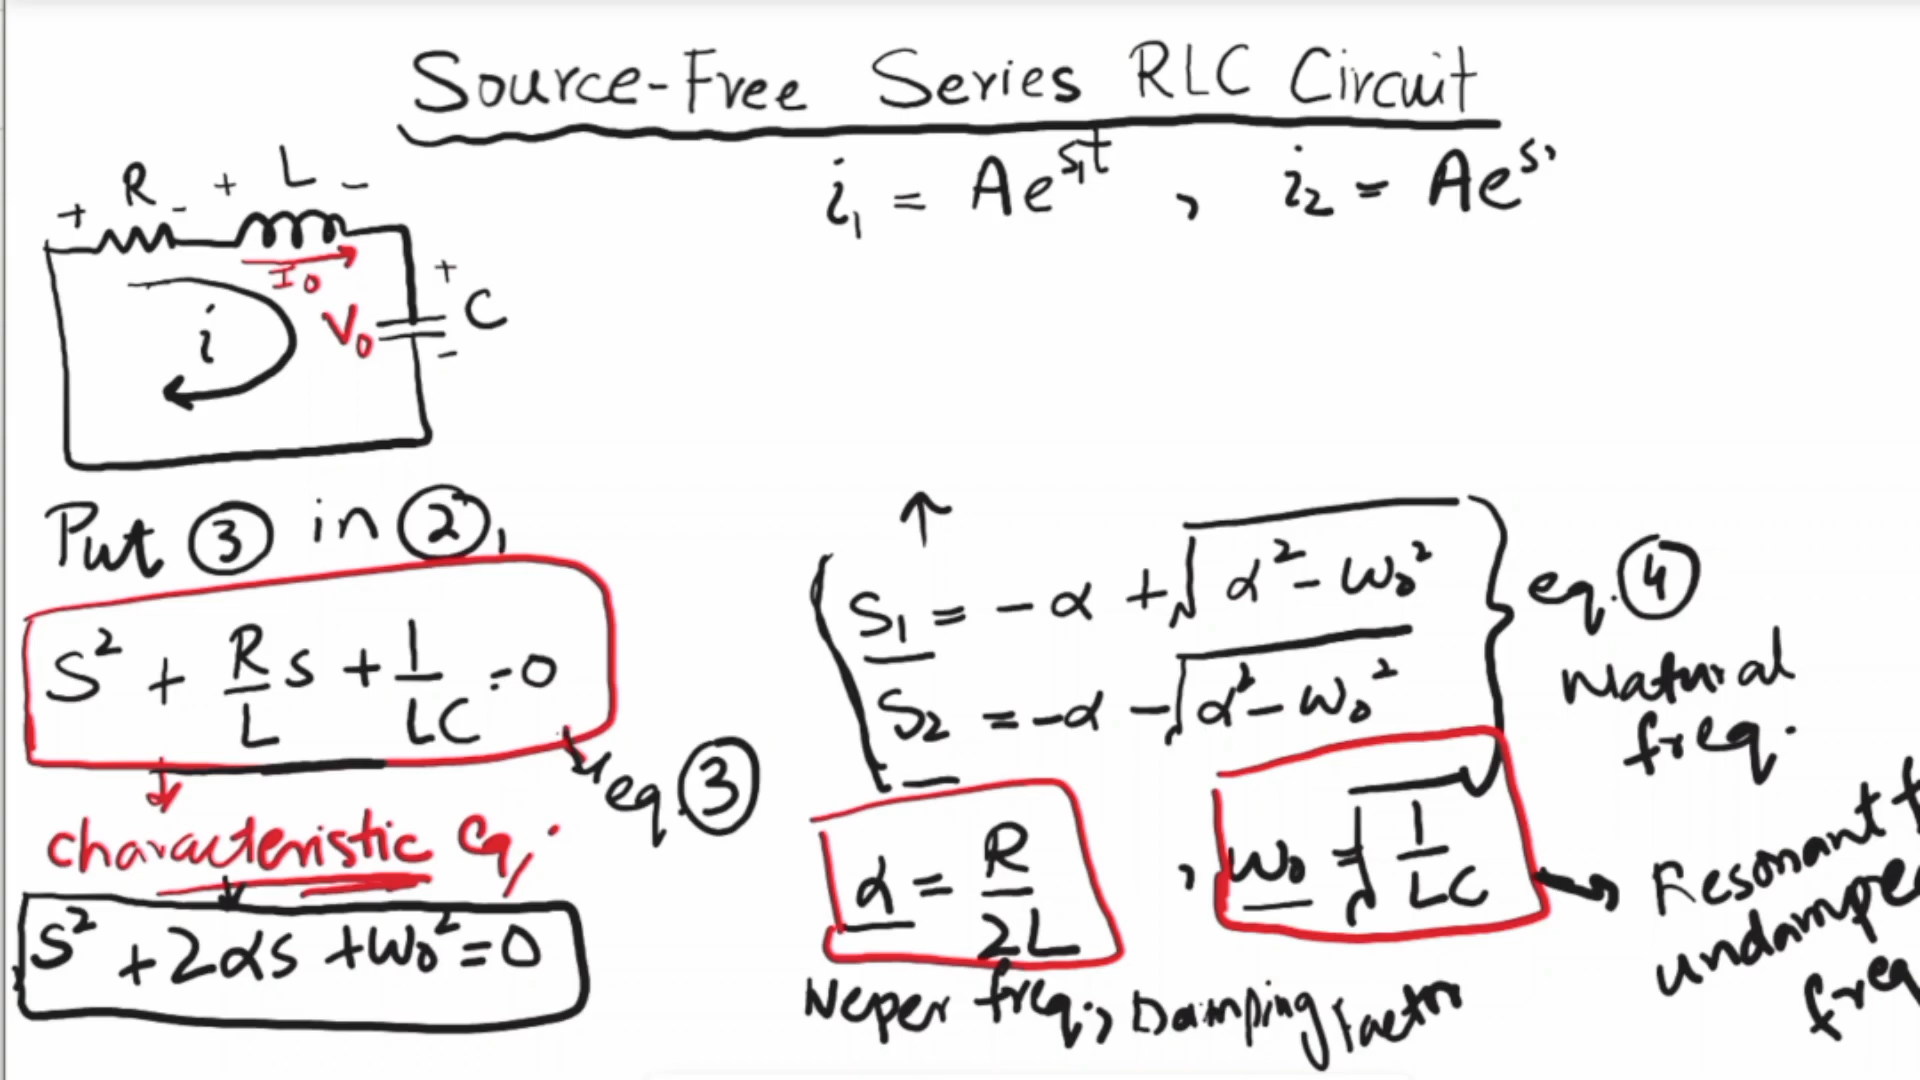 Source-Free Series RLC Circuit
i₁ = Ae^s₁t , i₂ = Ae^s
+ R - + L -
I₀
i V₀ + C -
Put ③ in ②,
S² + R/L s + 1/LC = 0
eq. ③
characteristic eq.
S² + 2αs + ω₀² = 0
S₁ = -α + √α² - ω₀²
S₂ = -α - √α² - ω₀²
eq. ④
Natural
freq.
α = R/2L , ω₀ = √1/LC
Neper freq., Damping Factor
Resonant f
undamped
freq